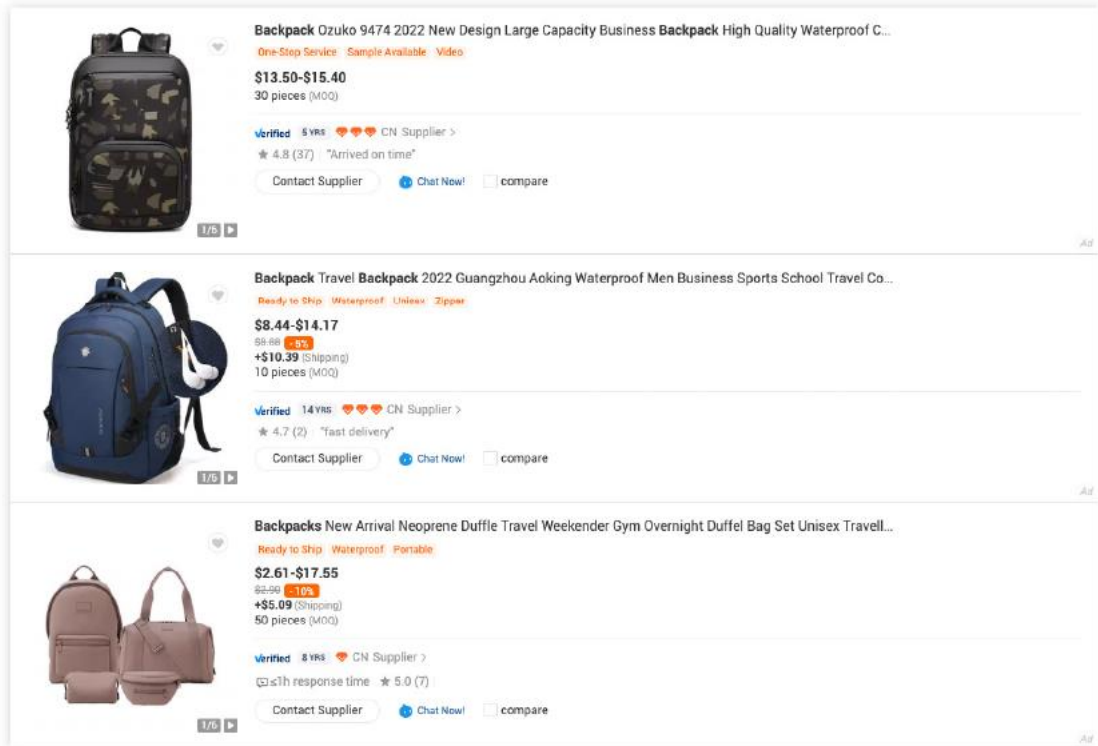 Backpack Ozuko 9474 2022 New Design Large Capacity Business Backpack High Quality Waterproof C...
One-Stop Service Sample Available Video
$13.50-$15.40
30 pieces (MOQ)
Verified 5 YRS CN Supplier >
★ 4.8 (37) "Arrived on time"
Contact Supplier Chat Now! compare
1/6
Ad
Backpack Travel Backpack 2022 Guangzhou Aoking Waterproof Men Business Sports School Travel Co...
Ready to Ship Waterproof Unisex Zipper
$8.44-$14.17
$8.88 -5%
+$10.39 (Shipping)
10 pieces (MOQ)
Verified 14 YRS CN Supplier >
★ 4.7 (2) "fast delivery"
Contact Supplier Chat Now! compare
1/6
Ad
Backpacks New Arrival Neoprene Duffle Travel Weekender Gym Overnight Duffel Bag Set Unisex Travell...
Ready to Ship Waterproof Portable
$2.61-$17.55
$2.90 -10%
+$5.09 (Shipping)
50 pieces (MOQ)
Verified 8 YRS CN Supplier >
≤1h response time ★ 5.0 (7)
Contact Supplier Chat Now! compare
1/6
Ad